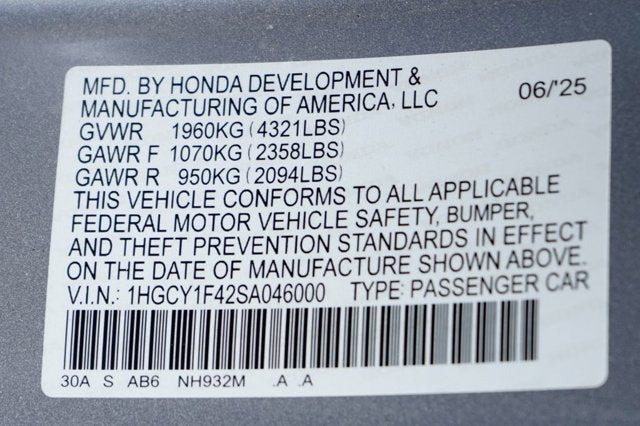 MFD. BY HONDA DEVELOPMENT &
MANUFACTURING OF AMERICA, LLC 06/'25
GVWR 1960KG (4321LBS)
GAWR F 1070KG (2358LBS)
GAWR R 950KG (2094LBS)
THIS VEHICLE CONFORMS TO ALL APPLICABLE
FEDERAL MOTOR VEHICLE SAFETY, BUMPER,
AND THEFT PREVENTION STANDARDS IN EFFECT
ON THE DATE OF MANUFACTURE SHOWN ABOVE.
V.I.N.: 1HGCY1F42SA046000 TYPE: PASSENGER CAR
30A S AB6 NH932M .A .A